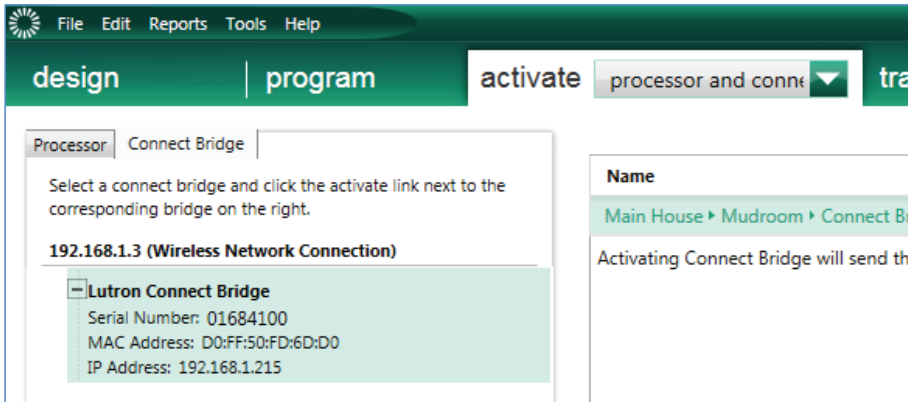 File Edit Reports Tools Help
design program activate processor and conne
Processor Connect Bridge
Select a connect bridge and click the activate link next to the
corresponding bridge on the right.
192.168.1.3 (Wireless Network Connection)
Lutron Connect Bridge
Serial Number: 01684100
MAC Address: D0:FF:50:FD:6D:D0
IP Address: 192.168.1.215
Name
Main House Mudroom Connect
Activating Connect Bridge will send